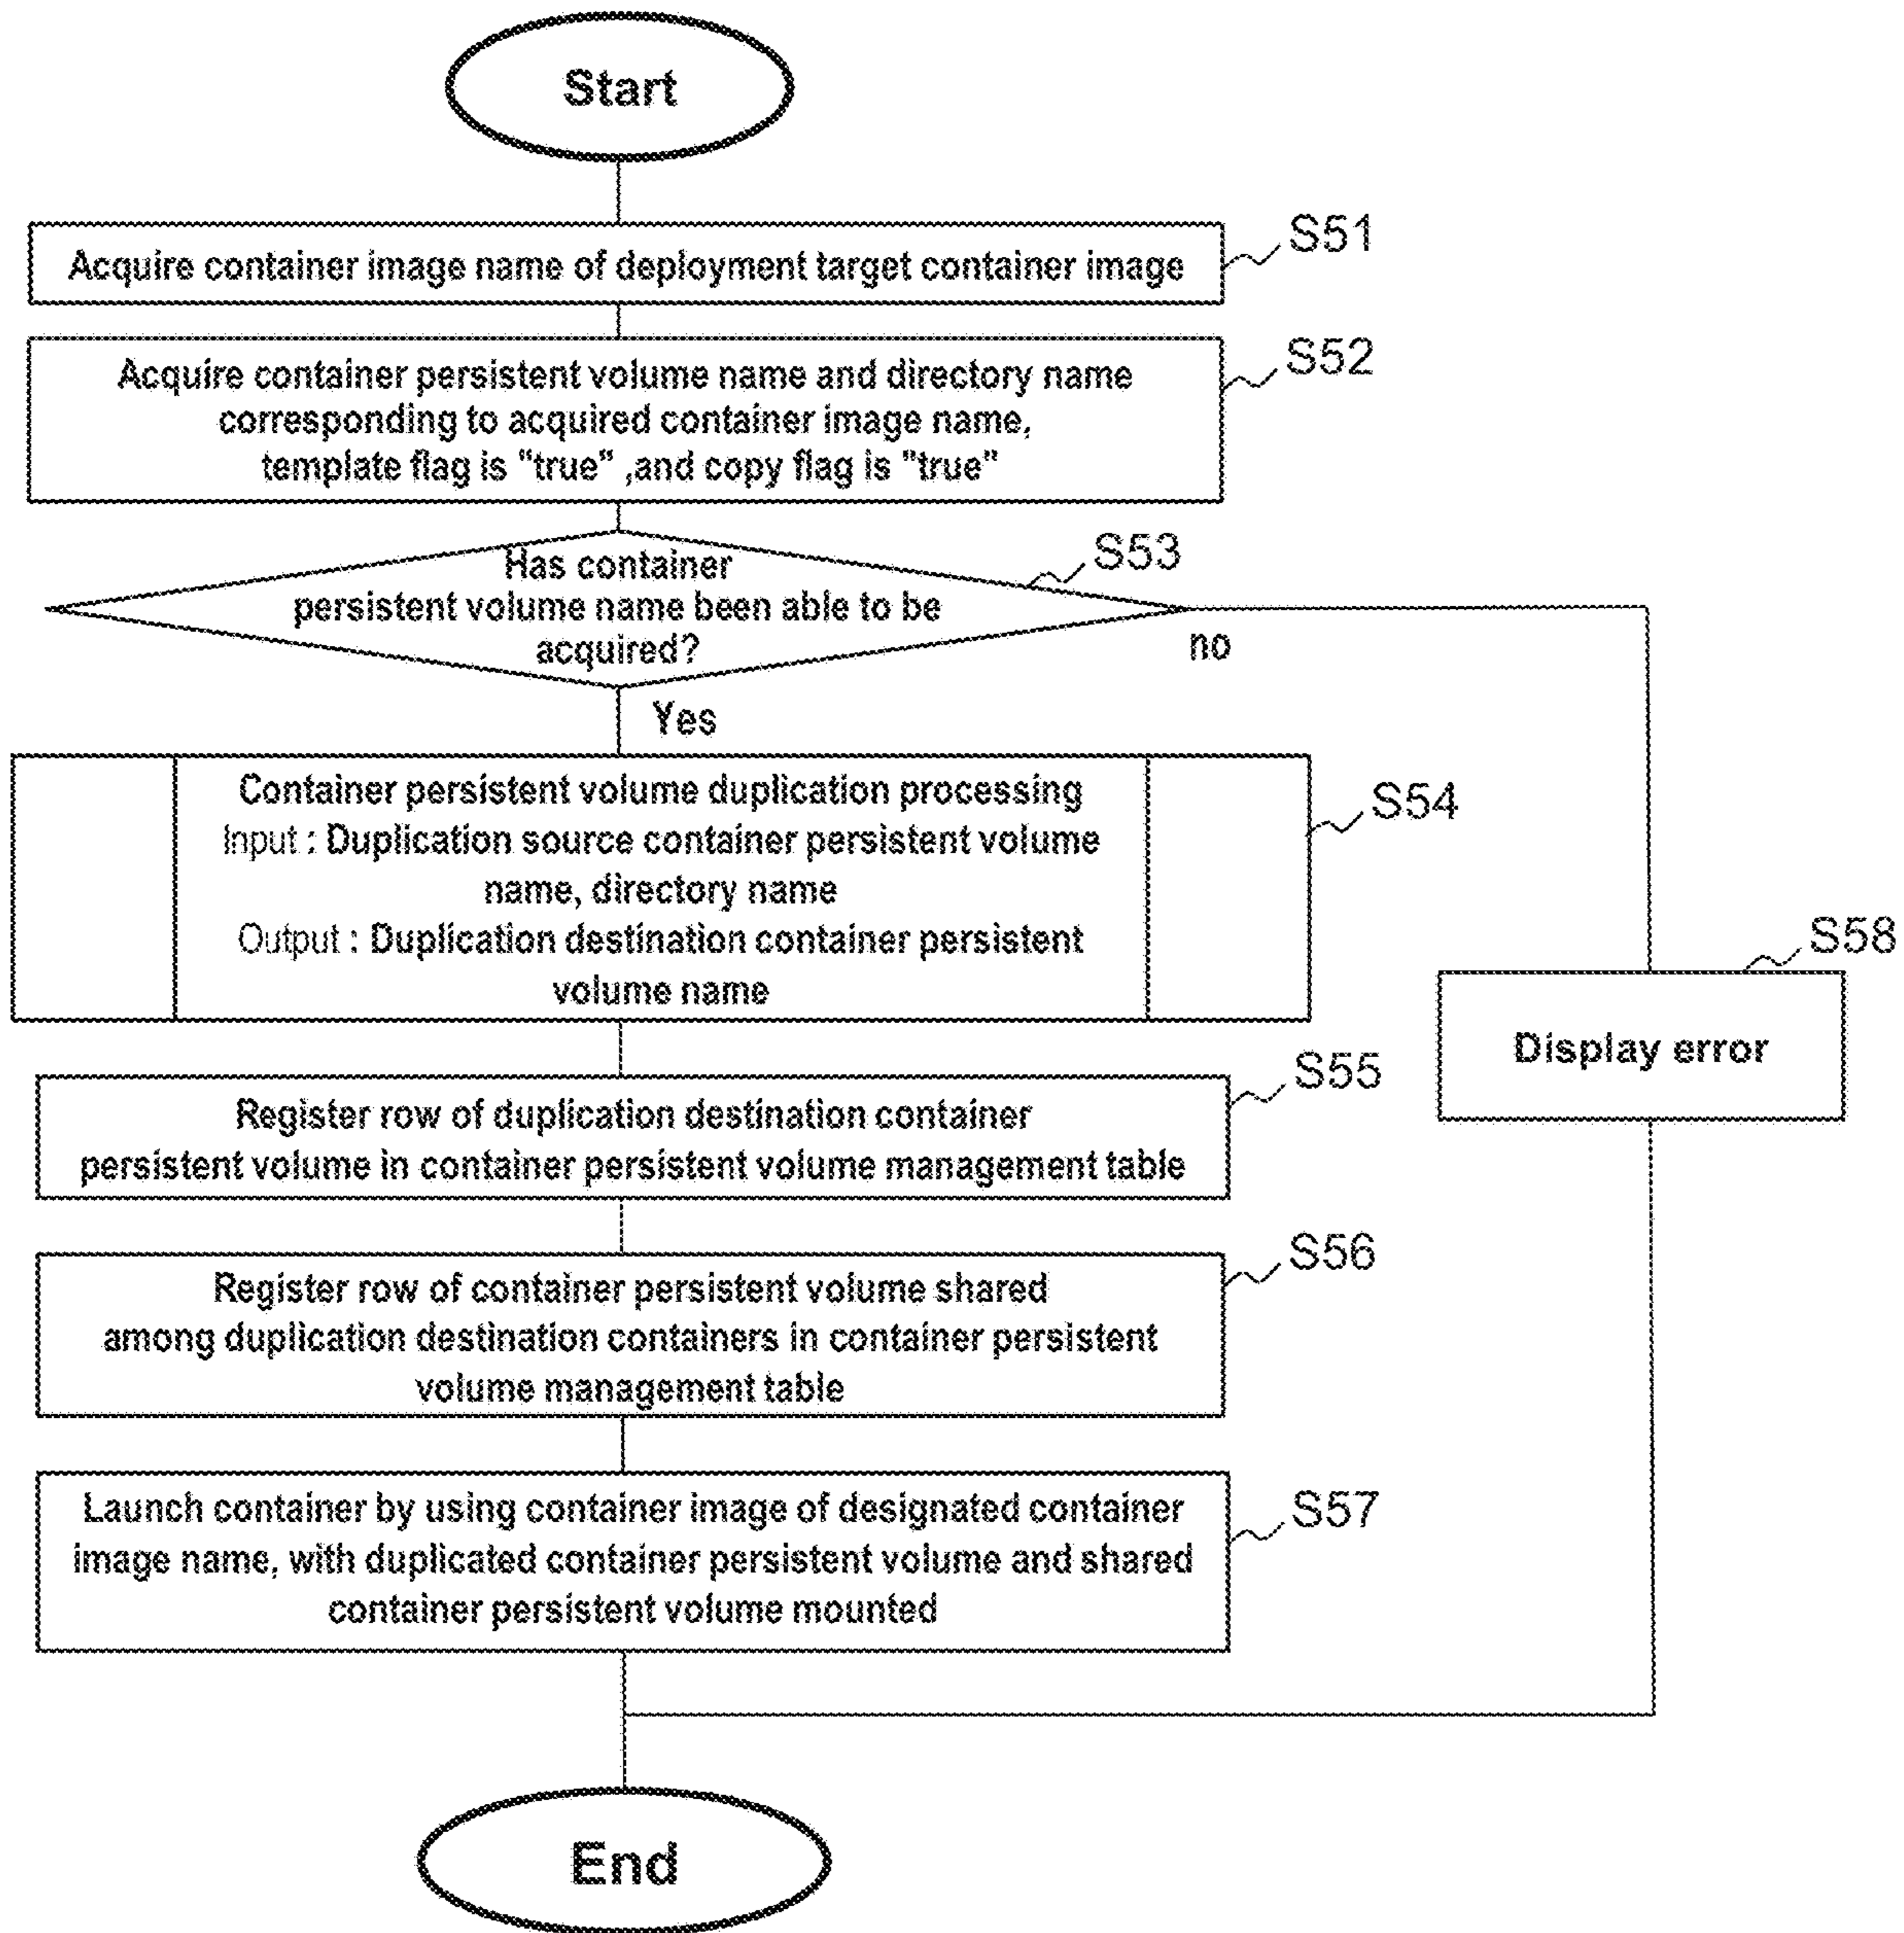 Start
S51
Acquire container image name of deployment target container image
S52
Acquire container persistent volume name and directory name
corresponding to acquired container image name,
template flag is "true" ,and copy flag is "true"
S53
Has container
persistent volume name been able to be
acquired?
no
Yes
S54
Container persistent volume duplication processing
Input : Duplication source container persistent volume
name, directory name
Output : Duplication destination container persistent
volume name
S58
Display error
S55
Register row of duplication destination container
persistent volume in container persistent volume management table
S56
Register row of container persistent volume shared
among duplication destination containers in container persistent
volume management table
S57
Launch container by using container image of designated container
image name, with duplicated container persistent volume and shared
container persistent volume mounted
End